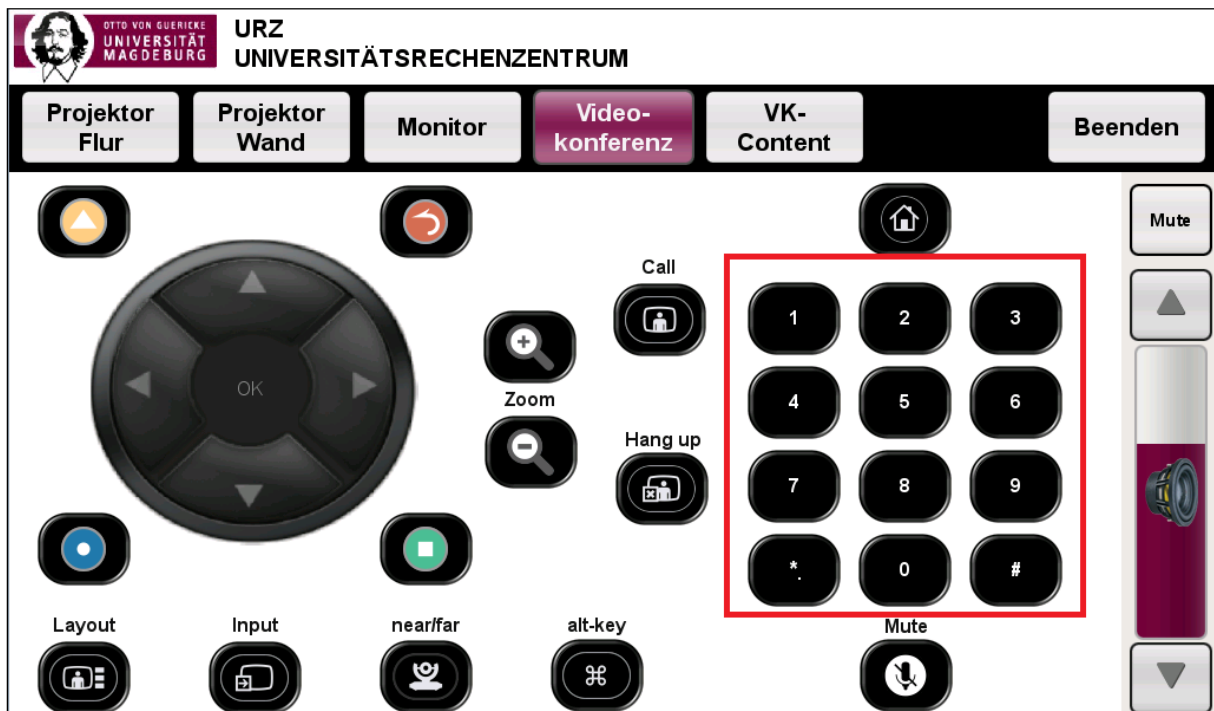 OTTO VON GUERICKE
UNIVERSITÄT
MAGDEBURG
URZ
UNIVERSITÄTSRECHENZENTRUM
Projektor
Flur
Projektor
Wand
Monitor
Video-
konferenz
VK-
Content
Beenden
Mute
Call
1 2 3
OK
Zoom
4 5 6
Hang up
7 8 9
*. 0 #
Layout Input near/far alt-key Mute